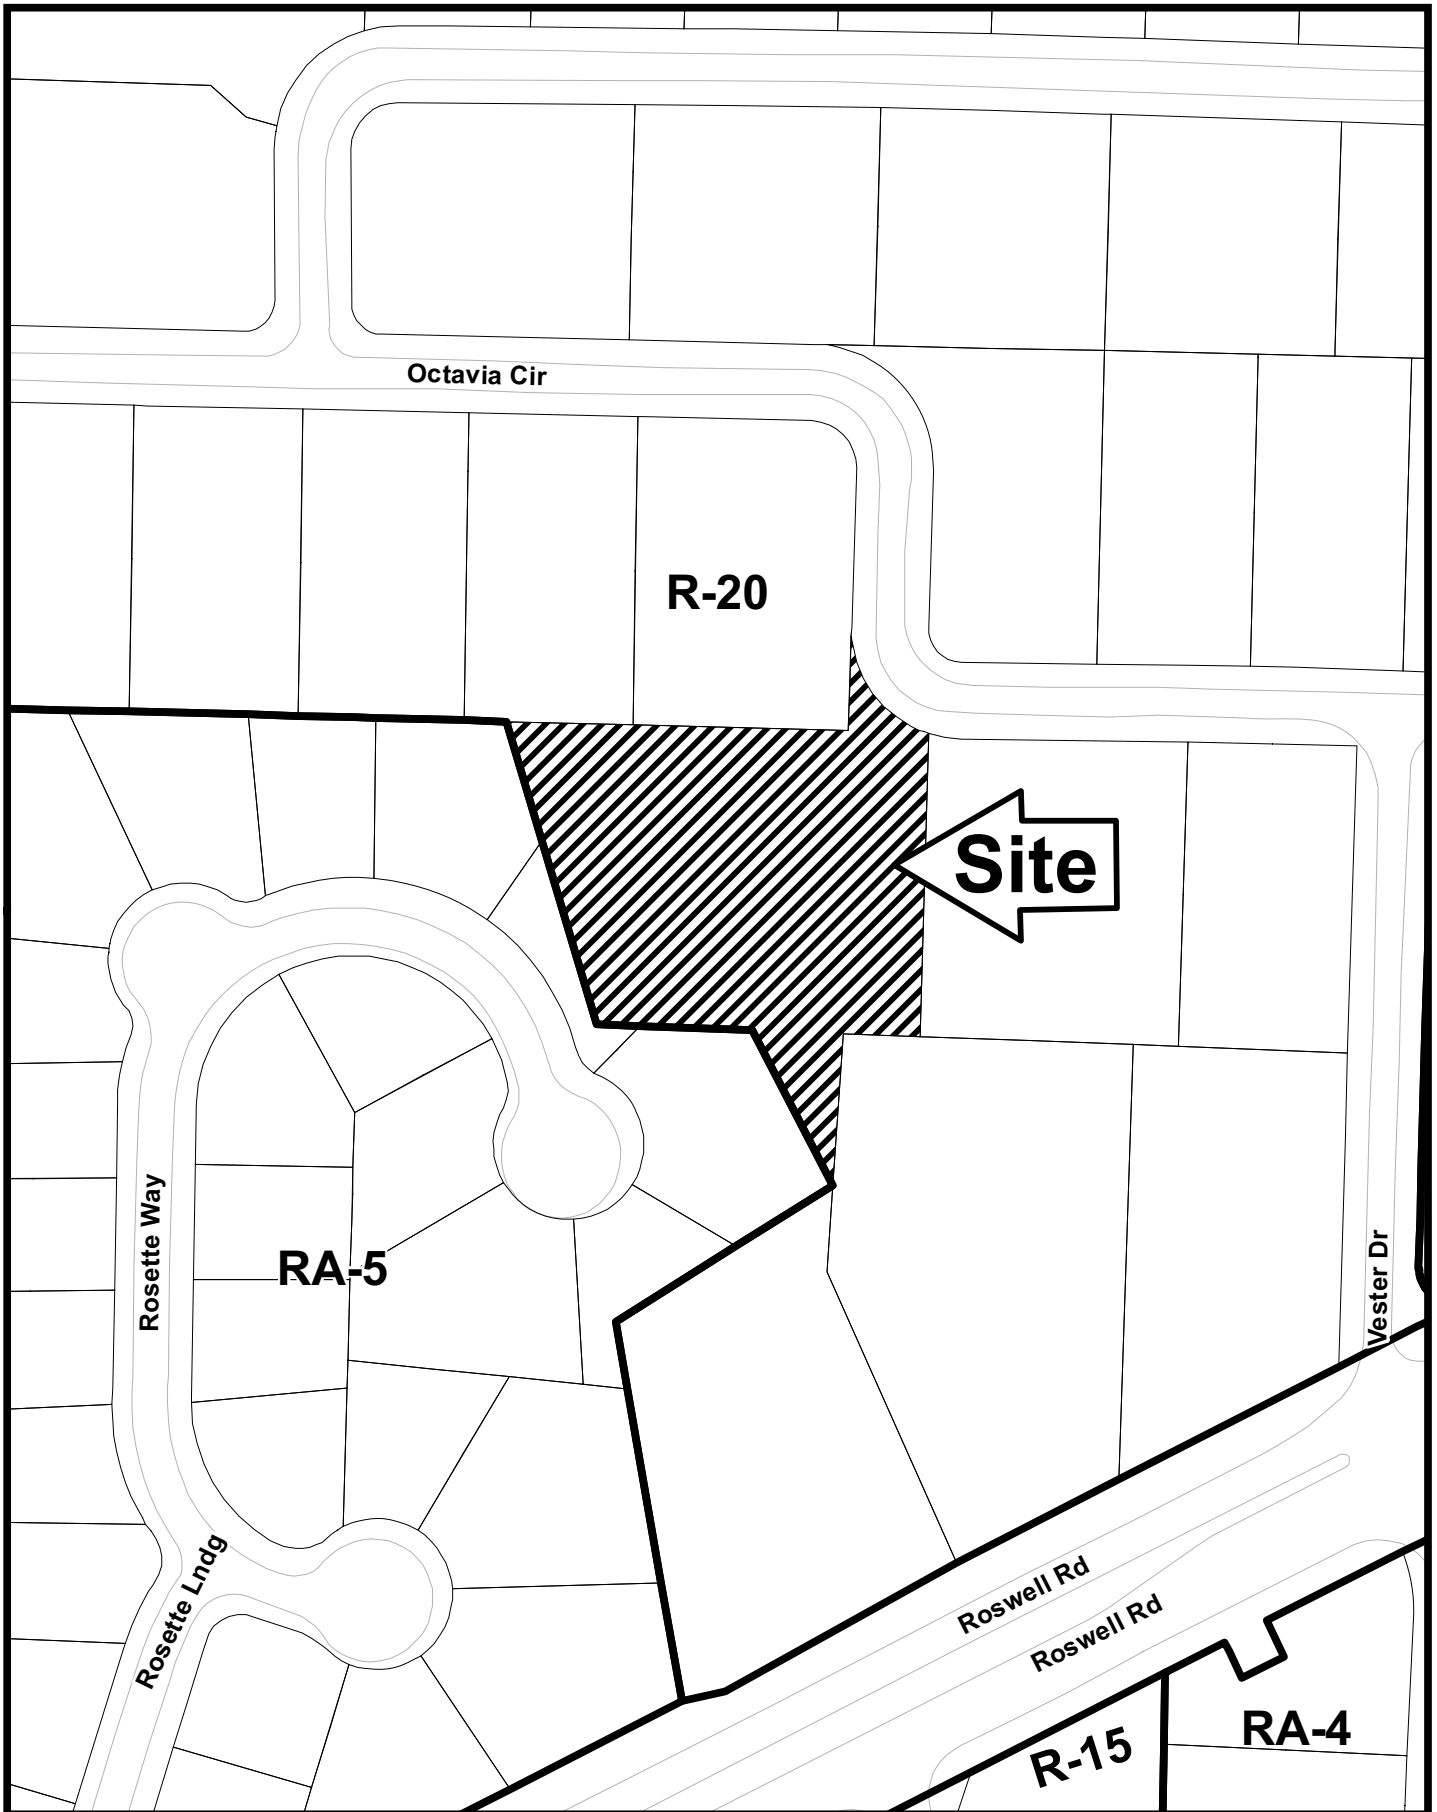 Octavia Cir
R-20
Site
Rosette Way
RA-5
Vester Dr
Rosette Lndg
Roswell Rd
Roswell Rd
RA-4
R-15